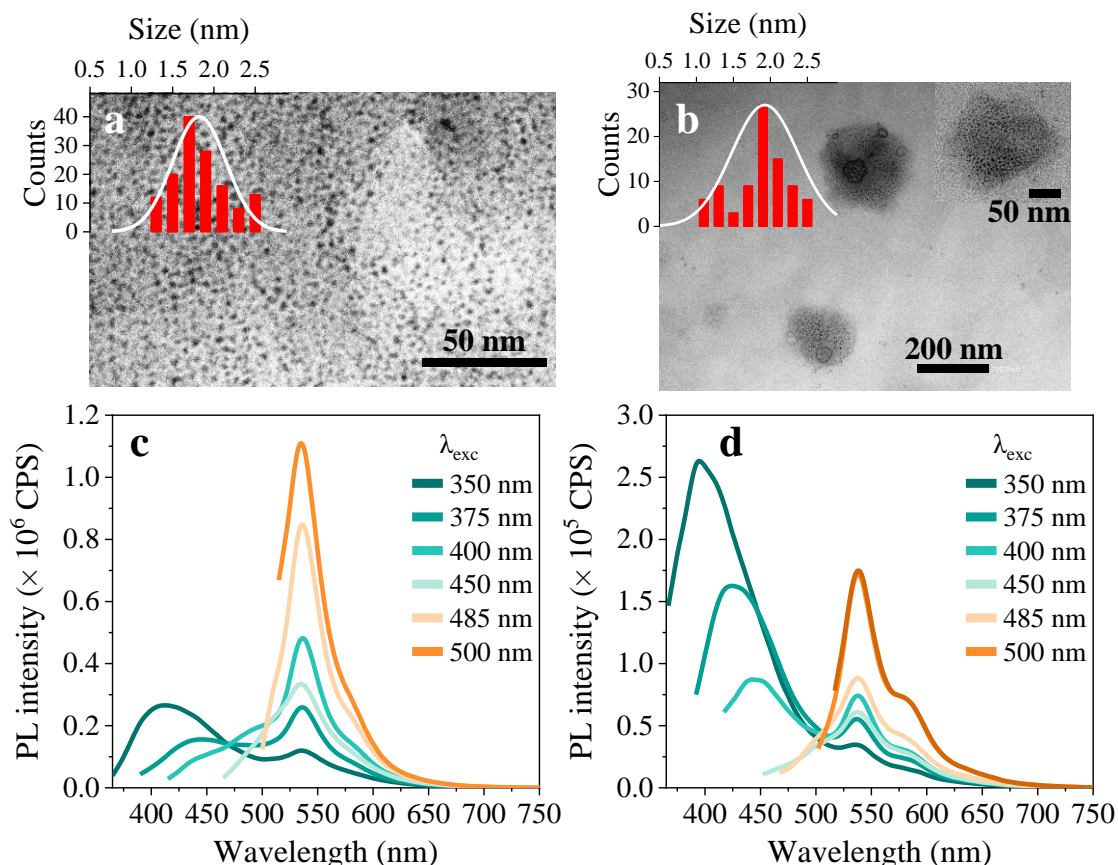 Size (nm)
0.5 1.0 1.5 2.0 2.5
40
30
20
10
0
Counts
a
50 nm
Size (nm)
0.5 1.0 1.5 2.0 2.5
30
20
10
0
Counts
b
50 nm
200 nm
c
PL intensity (× 10⁶ CPS)
1.2
1.0
0.8
0.6
0.4
0.2
0.0
λexc
350 nm
375 nm
400 nm
450 nm
485 nm
500 nm
400 450 500 550 600 650 700 750
Wavelength (nm)
d
PL intensity (× 10⁵ CPS)
3.0
2.5
2.0
1.5
1.0
0.5
0.0
λexc
350 nm
375 nm
400 nm
450 nm
485 nm
500 nm
400 450 500 550 600 650 700 750
Wavelength (nm)